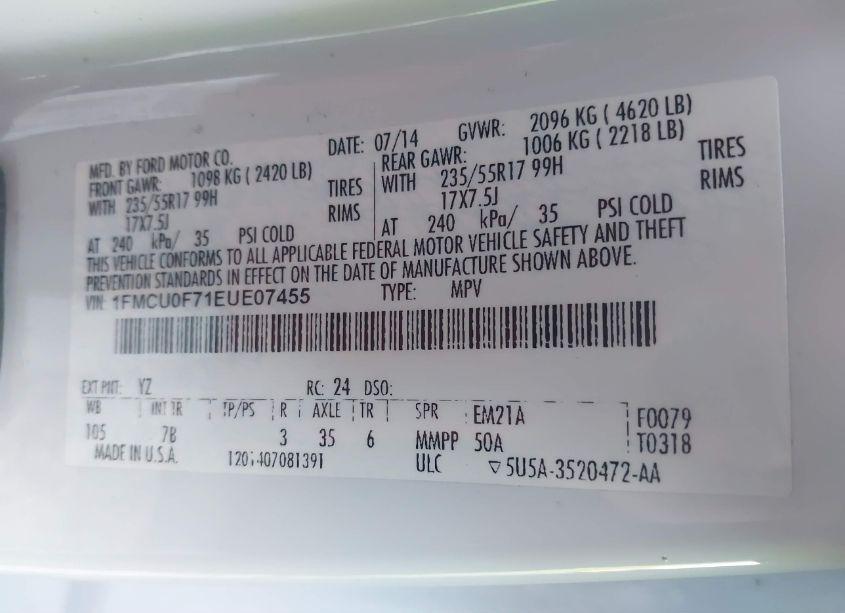 MFD. BY FORD MOTOR CO.
DATE: 07/14 GVWR: 2096 KG ( 4620 LB)
FRONT GAWR: 1098 KG ( 2420 LB)
WITH 235/55R17 99H TIRES
17X7.5J RIMS
AT 240 kPa/ 35 PSI COLD
REAR GAWR: 1006 KG ( 2218 LB)
WITH 235/55R17 99H TIRES
17X7.5J RIMS
AT 240 kPa/ 35 PSI COLD
THIS VEHICLE CONFORMS TO ALL APPLICABLE FEDERAL MOTOR VEHICLE SAFETY AND THEFT
PREVENTION STANDARDS IN EFFECT ON THE DATE OF MANUFACTURE SHOWN ABOVE.
VIN: 1FMCU0F71EUE07455 TYPE: MPV
EXT PNT: YZ RC: 24 DSO:
WB INT TR TP/PS R AXLE TR SPR EM21A F0079
105 7B 3 35 6 MMPP 50A T0318
MADE IN U.S.A. 1201407081391 ULC ▽5U5A-3520472-AA